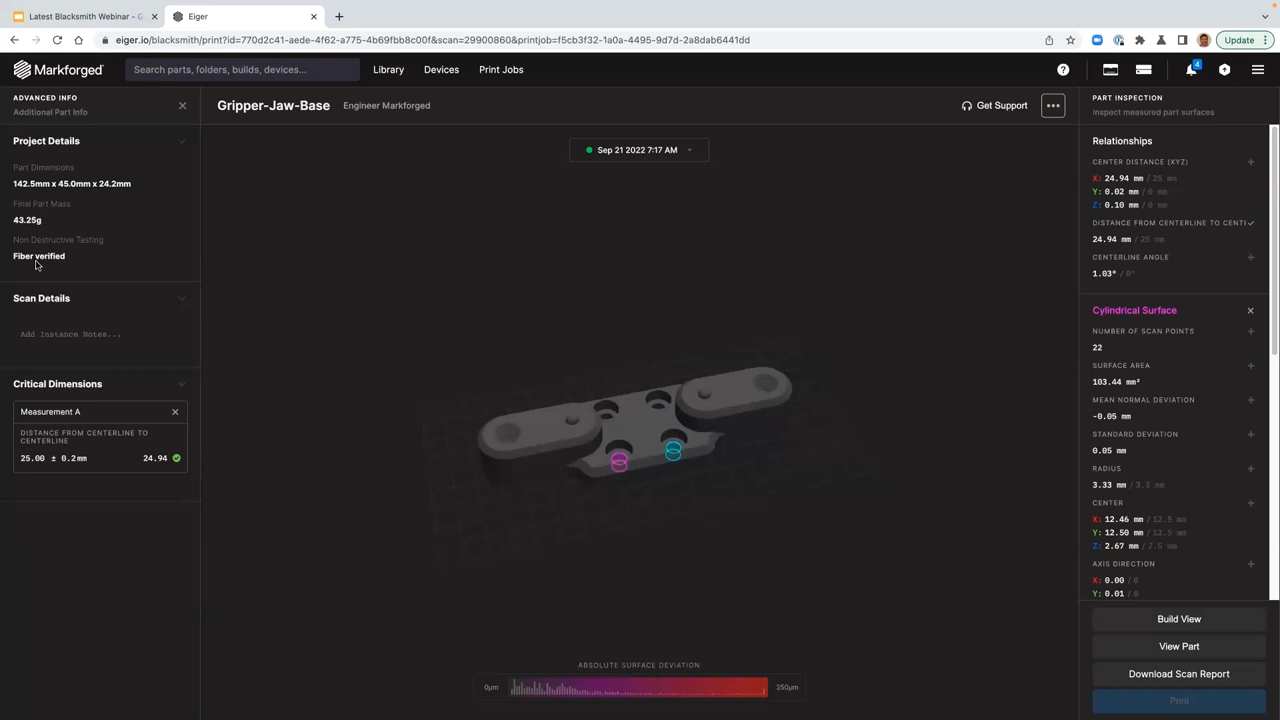 Latest Blacksmith Webinar - G
Eiger
eiger.io/blacksmith/print?id=770d2c41-aede-4f62-a775-4b69fbb8c00f&scan=29900860&printjob=f5cb3f32-1a0a-4495-9d7d-2a8dab6441dd
Update
Markforged
Search parts, folders, builds, devices...
Library
Devices
Print Jobs
4
ADVANCED INFO
Additional Part Info
Project Details
Part Dimensions
142.5mm x 45.0mm x 24.2mm
Final Part Mass
43.25g
Non Destructive Testing
Fiber verified
Scan Details
Add Instance Notes...
Critical Dimensions
Measurement A
DISTANCE FROM CENTERLINE TO
CENTERLINE
25.00 ± 0.2mm 24.94
Gripper-Jaw-Base Engineer Markforged
Get Support
Sep 21 2022 7:17 AM
ABSOLUTE SURFACE DEVIATION
0μm 250μm
PART INSPECTION
Inspect measured part surfaces
Relationships
CENTER DISTANCE (XYZ)
X: 24.94 mm / 25 mm
Y: 0.02 mm / 0 mm
Z: 0.10 mm / 0 mm
DISTANCE FROM CENTERLINE TO CENTE
24.94 mm / 25 mm
CENTERLINE ANGLE
1.03° / 0°
Cylindrical Surface
NUMBER OF SCAN POINTS
22
SURFACE AREA
103.44 mm²
MEAN NORMAL DEVIATION
-0.05 mm
STANDARD DEVIATION
0.05 mm
RADIUS
3.33 mm / 3.3 mm
CENTER
X: 12.46 mm / 12.5 mm
Y: 12.50 mm / 12.5 mm
Z: 2.67 mm / 2.5 mm
AXIS DIRECTION
X: 0.00 / 0
Y: 0.01 / 0
Build View
View Part
Download Scan Report
Print